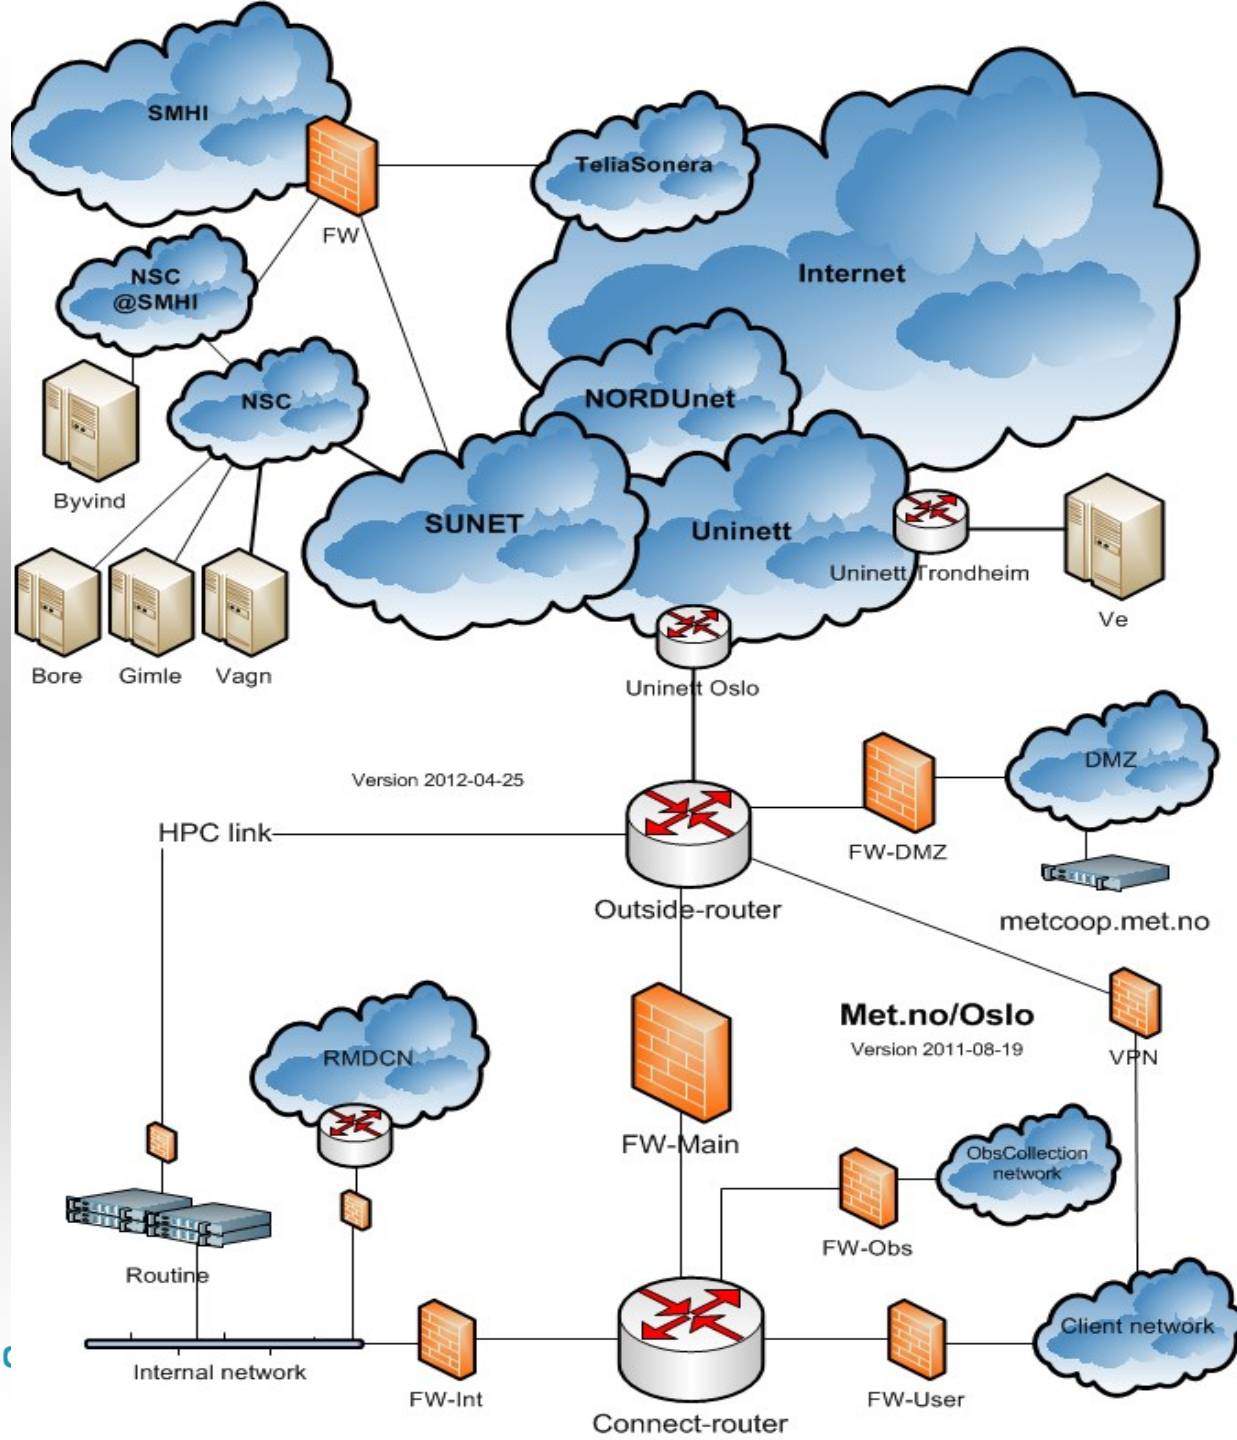 SMHI
TeliaSonera
FW
Internet
NSC
@SMHI
NSC
NORDUnet
Byvind
SUNET
Uninett
Uninett Trondheim
Ve
Bore
Gimle
Vagn
Uninett Oslo
DMZ
Version 2012-04-25
HPC link
FW-DMZ
Outside-router
metcoop.met.no
Met.no/Oslo
Version 2011-08-19
VPN
RMDCN
FW-Main
ObsCollection
network
FW-Obs
Routine
Client network
Internal network
FW-Int
FW-User
Connect-router